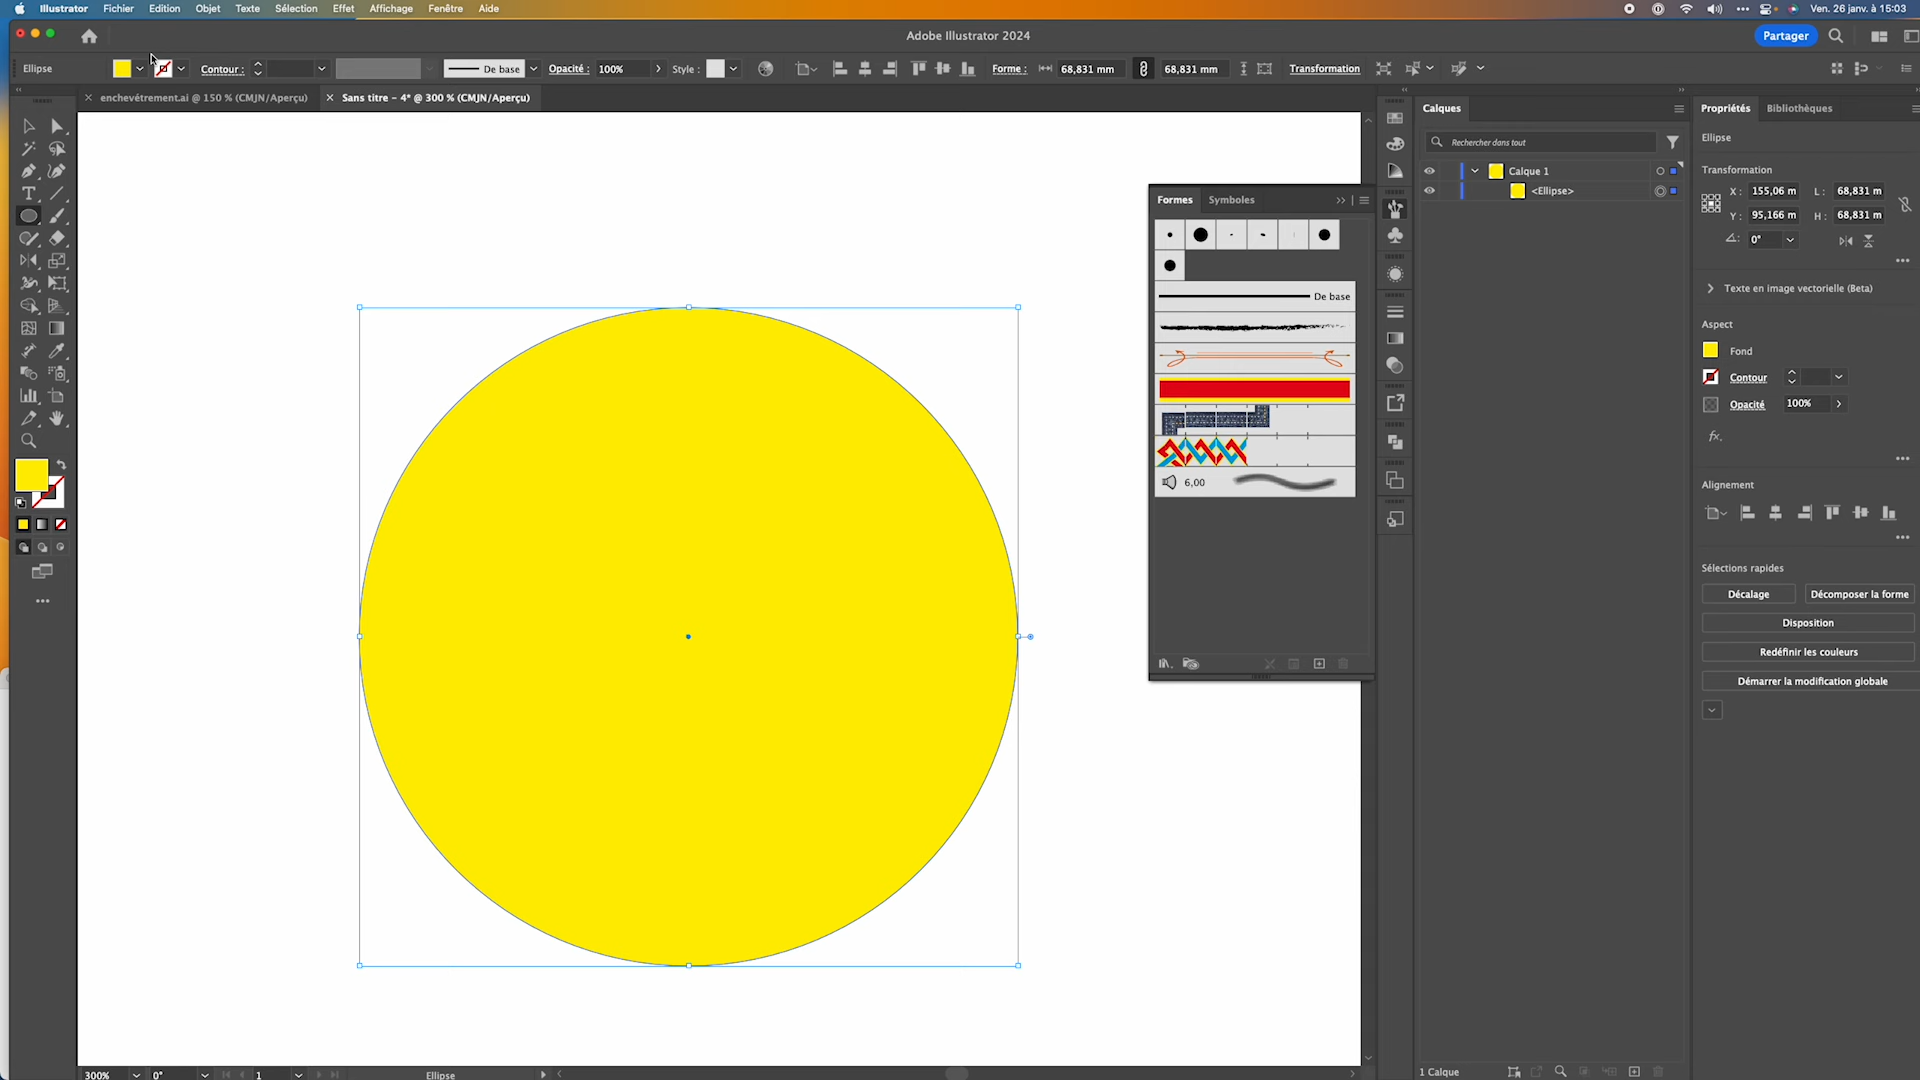 Illustrator Fichier Edition Objet Texte Sélection Effet Affichage Fenêtre Aide
Ven. 26 janv. à 15:03
Adobe Illustrator 2024
Partager
Ellipse
Contour :
De base
Opacité : 100%
Style :
Forme : 68,831 mm 68,831 mm
Transformation
enchevêtrement.ai @ 150 % (CMJN/Aperçu)
Sans titre - 4* @ 300 % (CMJN/Aperçu)
Calques
Rechercher dans tout
Calque 1
<Ellipse>
1 Calque
Formes Symboles
De base
6,00
Propriétés Bibliothèques
Ellipse
Transformation
X : 155,06 m L : 68,831 m
Y : 95,166 m H : 68,831 m
0°
Texte en image vectorielle (Beta)
Aspect
Fond
Contour
Opacité 100%
fx.
Alignement
Sélections rapides
Décalage Décomposer la forme
Disposition
Redéfinir les couleurs
Démarrer la modification globale
300% 0° 1 Ellipse